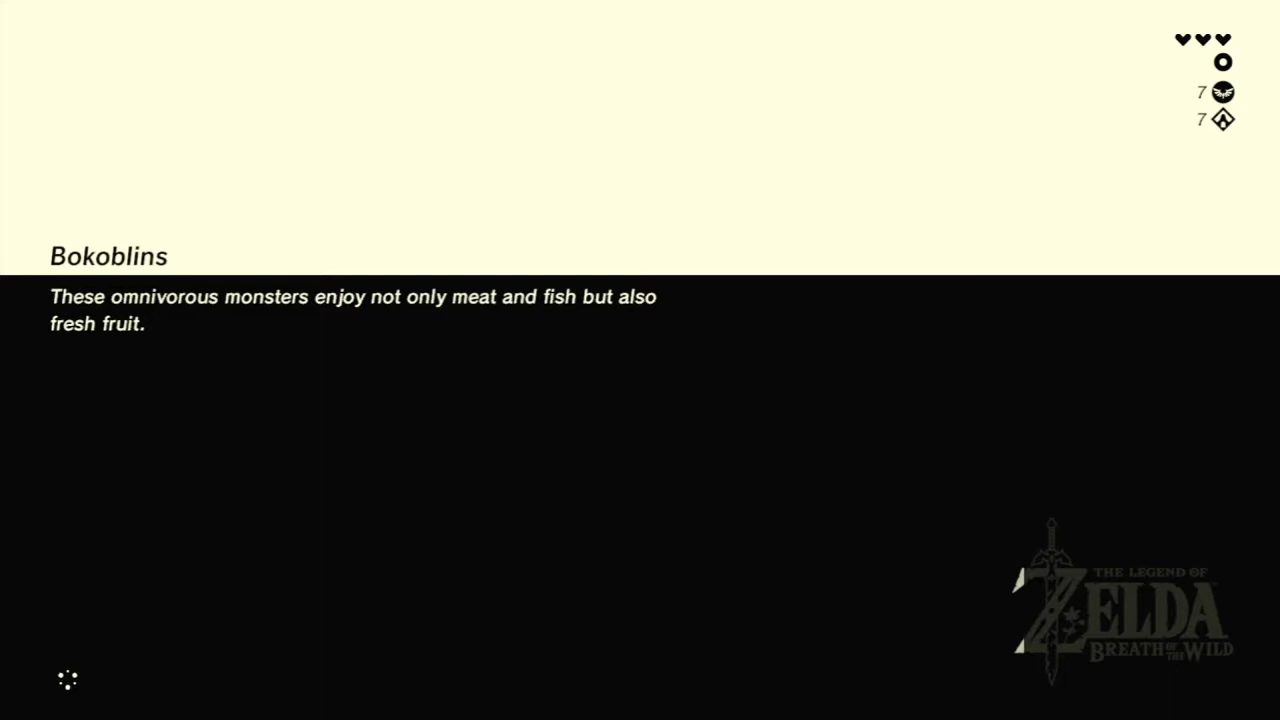 7
7
Bokoblins
These omnivorous monsters enjoy not only meat and fish but also
fresh fruit.
THE LEGEND OF
ZELDA
BREATH OF THE WILD